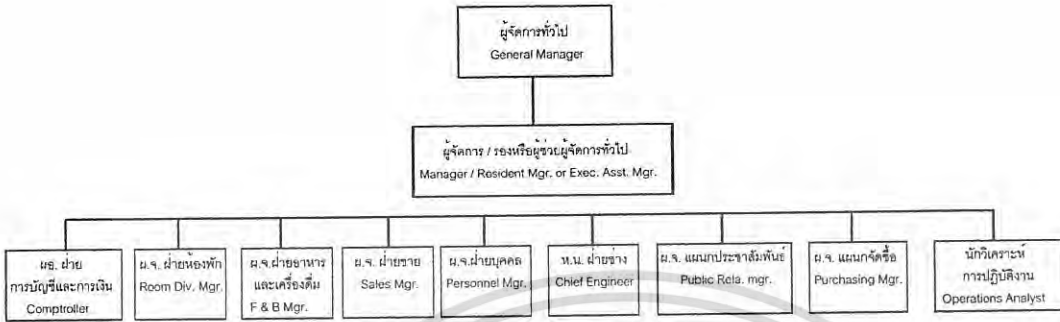 ผู้จัดการทั่วไป
General Manager
ผู้จัดการ / รองหรือผู้ช่วยผู้จัดการทั่วไป
Manager / Resident Mgr. or Exec. Asst. Mgr.
ผธ. ฝ่าย
การบัญชีและการเงิน
Comptroller
ผ.จ. ฝ่ายห้องพัก
Room Div. Mgr.
ผ.จ.ฝ่ายอาหาร
และเครื่องดื่ม
F & B Mgr.
ผ.จ. ฝ่ายขาย
Sales Mgr.
ผ.จ.ฝ่ายบุคคล
Personnel Mgr.
ห.น. ฝ่ายช่าง
Chief Engineer
ผ.จ. แผนกประชาสัมพันธ์
Public Rela. mgr.
ผ.จ. แผนกจัดซื้อ
Purchasing Mgr.
นักวิเคราะห์
การปฏิบัติงาน
Operations Analyst